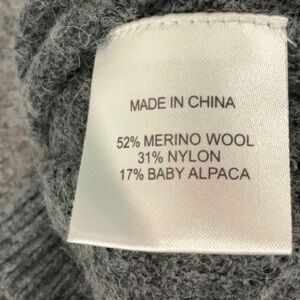 MADE IN CHINA
52% MERINO WOOL
31% NYLON
17% BABY ALPACA